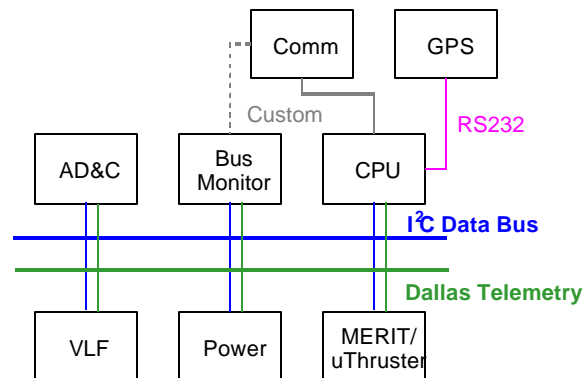 Comm
GPS
Custom
RS232
AD&C
Bus
Monitor
CPU
I²C Data Bus
Dallas Telemetry
VLF
Power
MERIT/
uThruster